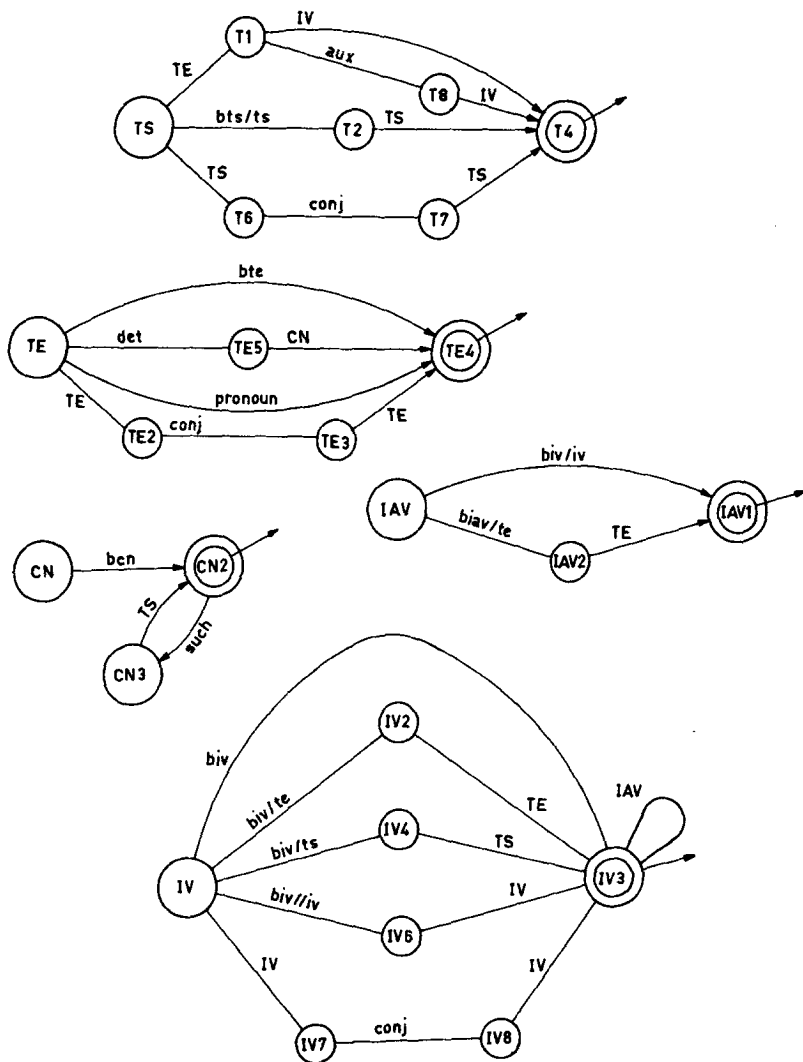 IV
T1
aux
TE
T8
IV
bts/ts
TS
TS
T2
T4
TS
TS
conj
T6
T7
bte
det
CN
TE
TE5
TE4
pronoun
TE
TE
conj
TE2
TE3
biv/iv
IAV
IAV1
biav/te
TE
IAV2
bcn
CN
CN2
TS
such
CN3
IV2
biv
IAV
biv/te
TE
IV4
biv/ts
TS
IV
IV3
biv//iv
IV
IV6
IV
IV
conj
IV7
IV8